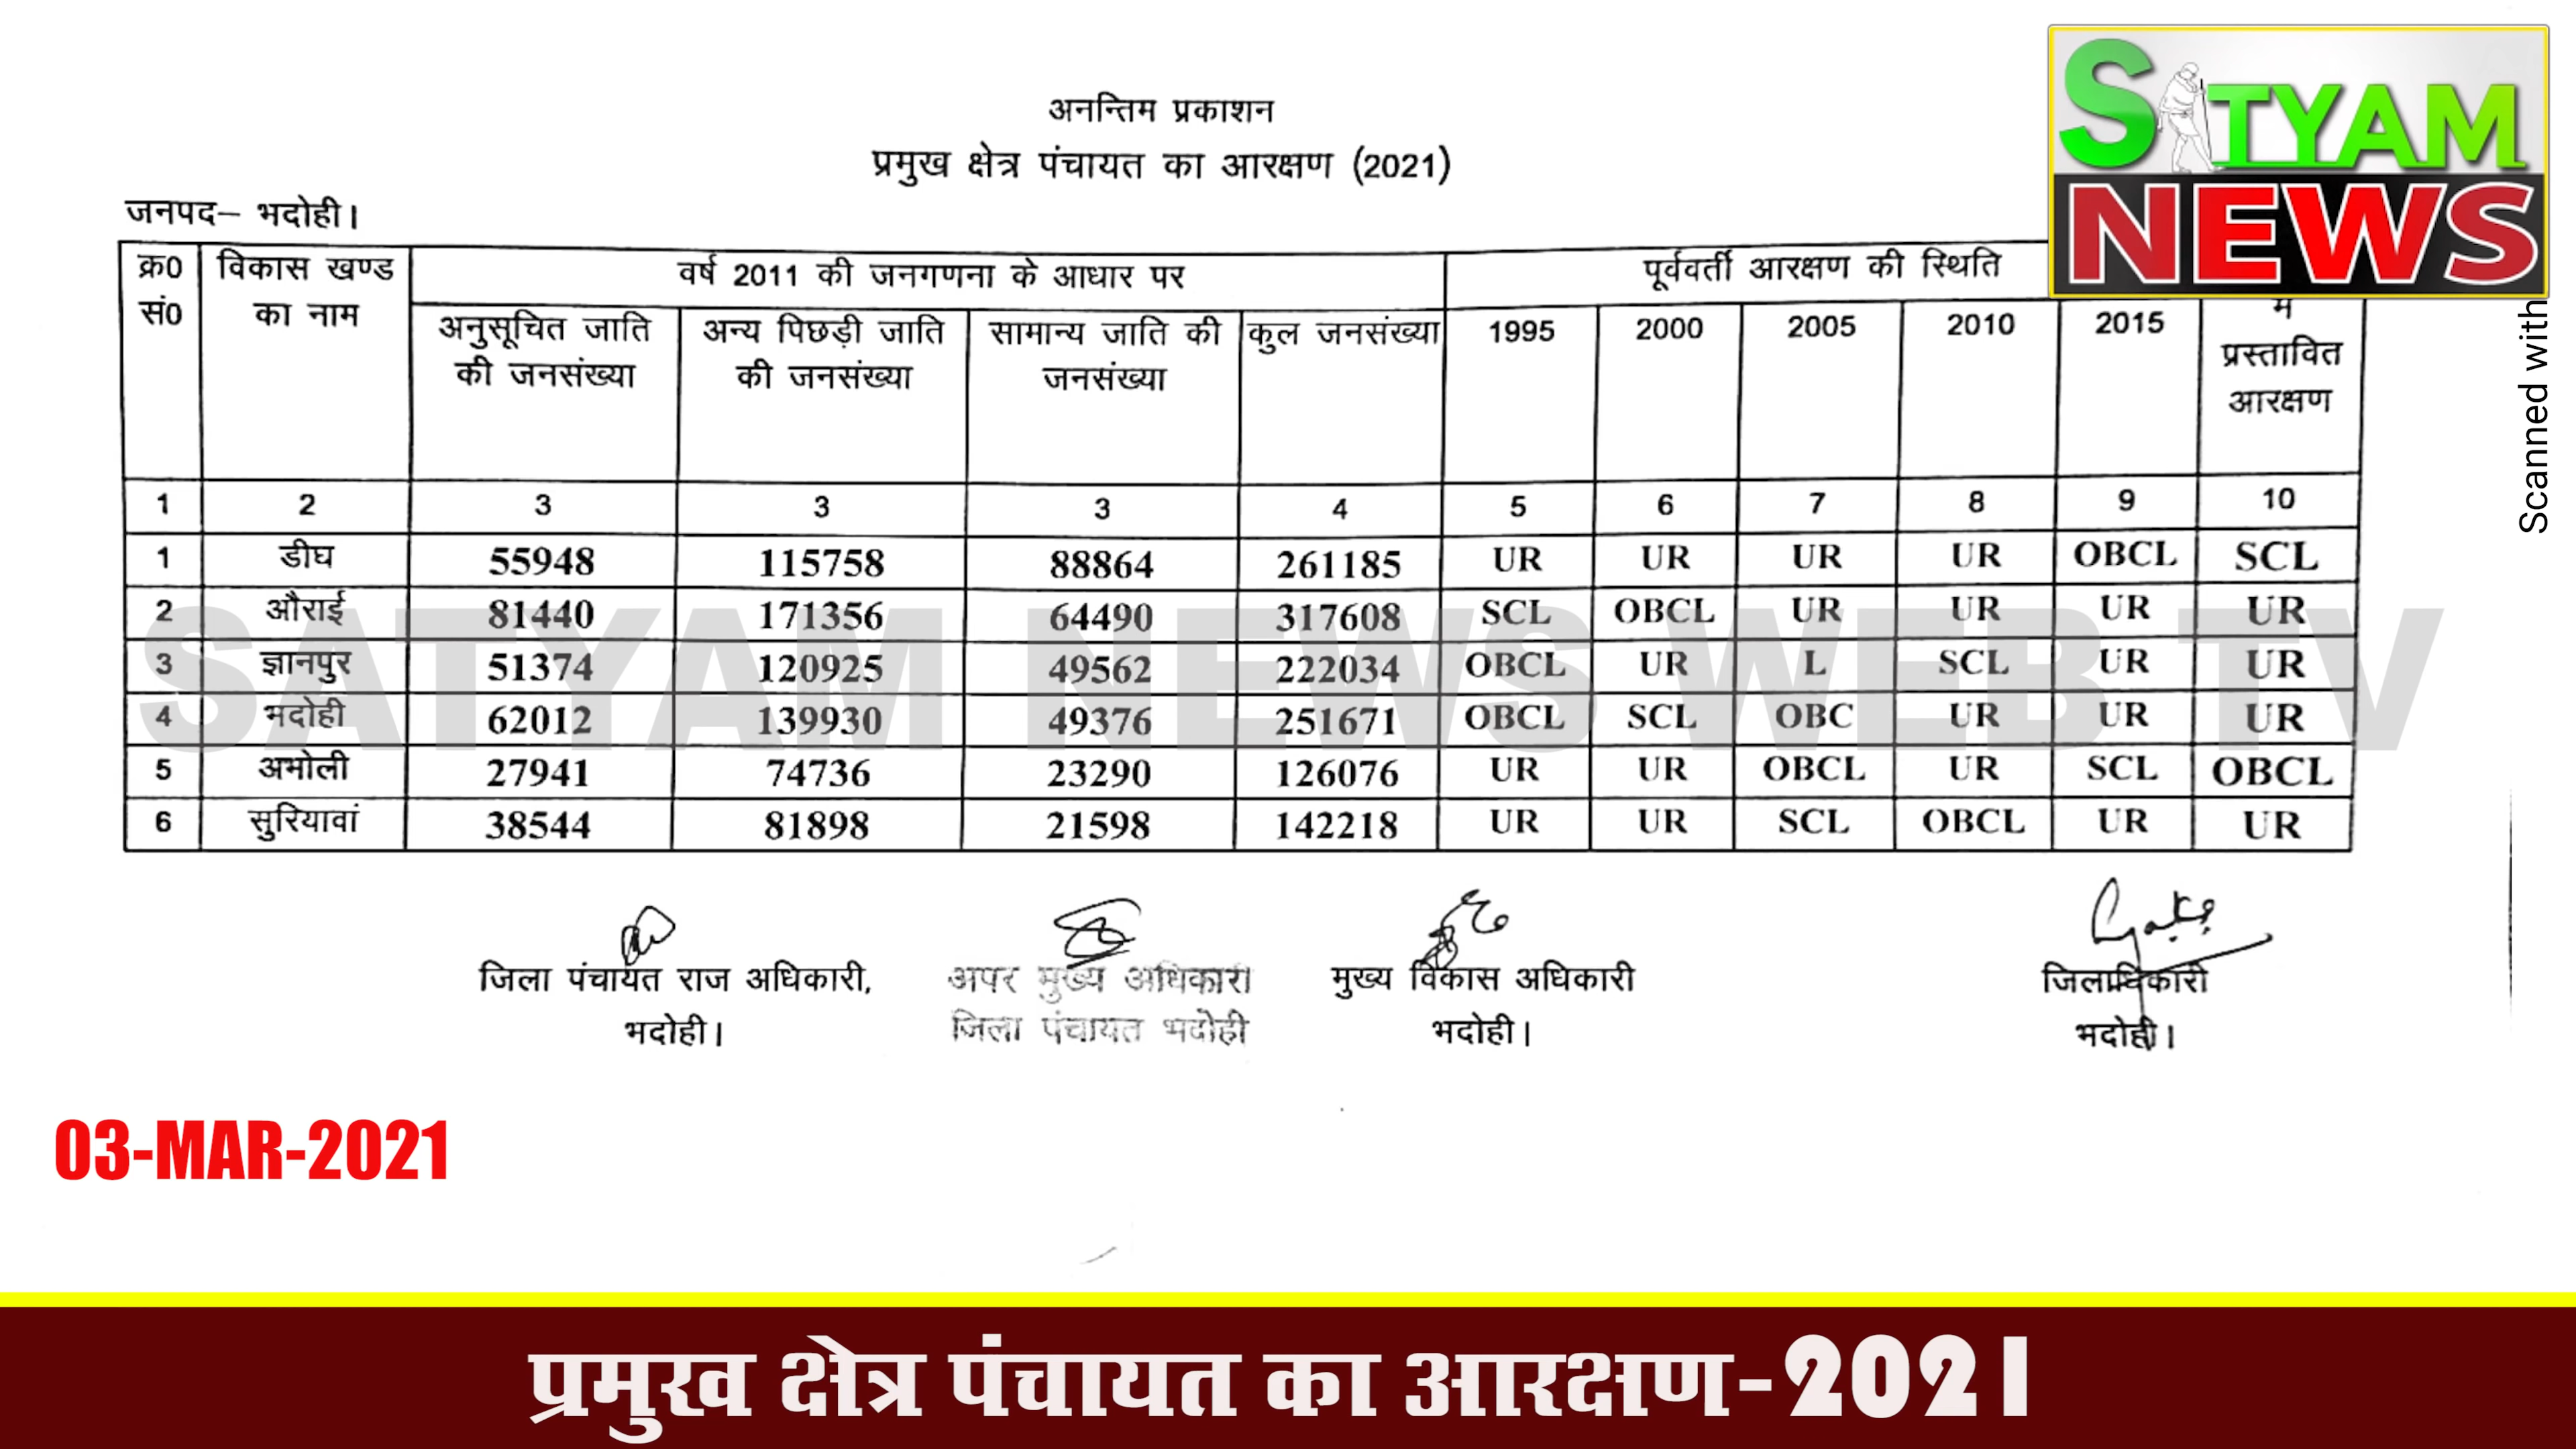 SATYAM
NEWS
अनन्तिम प्रकाशन
प्रमुख क्षेत्र पंचायत का आरक्षण (2021)
जनपद– भदोही।
क्र0 सं0 विकास खण्ड का नाम वर्ष 2011 की जनगणना के आधार पर पूर्ववर्ती आरक्षण की स्थिति
अनुसूचित जाति की जनसंख्या अन्य पिछड़ी जाति की जनसंख्या सामान्य जाति की जनसंख्या कुल जनसंख्या 1995 2000 2005 2010 2015 में प्रस्तावित आरक्षण
1 2 3 3 3 4 5 6 7 8 9 10
1 डीघ 55948 115758 88864 261185 UR UR UR UR OBCL SCL
2 औराई 81440 171356 64490 317608 SCL OBCL UR UR UR UR
3 ज्ञानपुर 51374 120925 49562 222034 OBCL UR L SCL UR UR
4 भदोही 62012 139930 49376 251671 OBCL SCL OBC UR UR UR
5 अभोली 27941 74736 23290 126076 UR UR OBCL UR SCL OBCL
6 सुरियावां 38544 81898 21598 142218 UR UR SCL OBCL UR UR
SATYAM NEWS WEB TV
जिला पंचायत राज अधिकारी, अपर मुख्य अधिकारी मुख्य विकास अधिकारी जिलाधिकारी
भदोही। जिला पंचायत भदोही भदोही। भदोही।
Scanned with
03-MAR-2021
प्रमुख क्षेत्र पंचायत का आरक्षण-2021